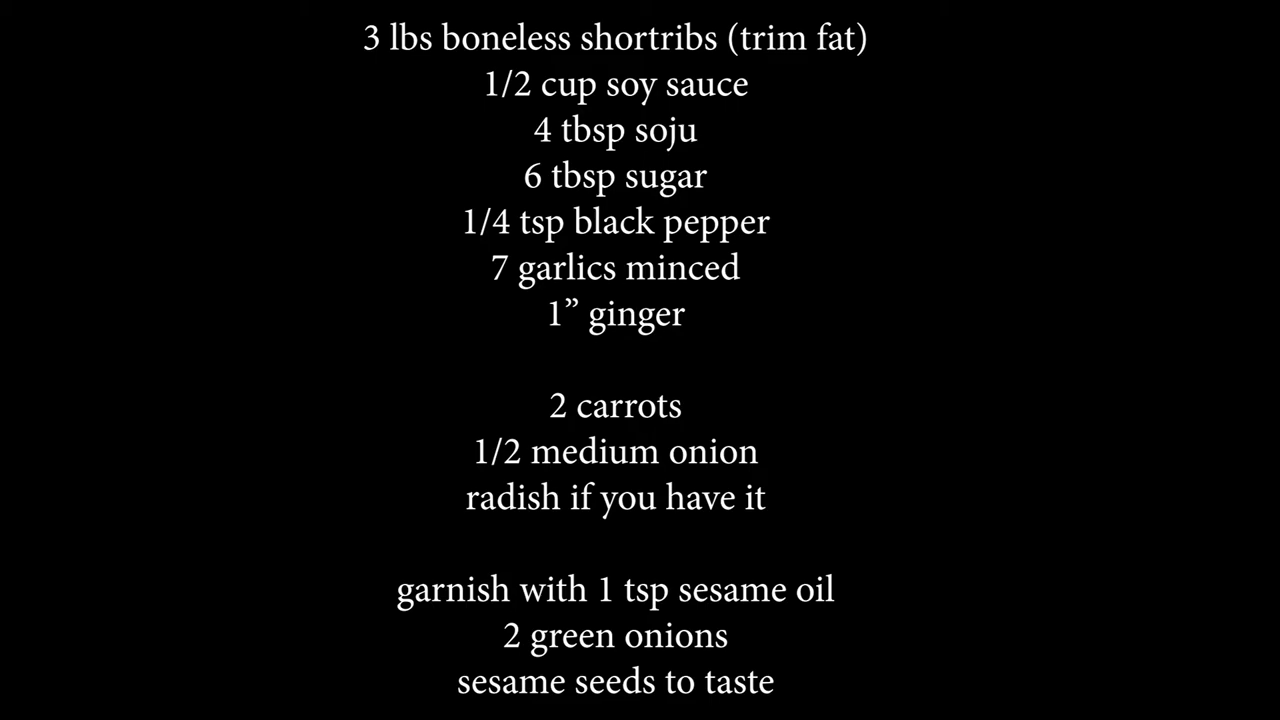 3 lbs boneless shortribs (trim fat)
1/2 cup soy sauce
4 tbsp soju
6 tbsp sugar
1/4 tsp black pepper
7 garlics minced
1” ginger
2 carrots
1/2 medium onion
radish if you have it
garnish with 1 tsp sesame oil
2 green onions
sesame seeds to taste